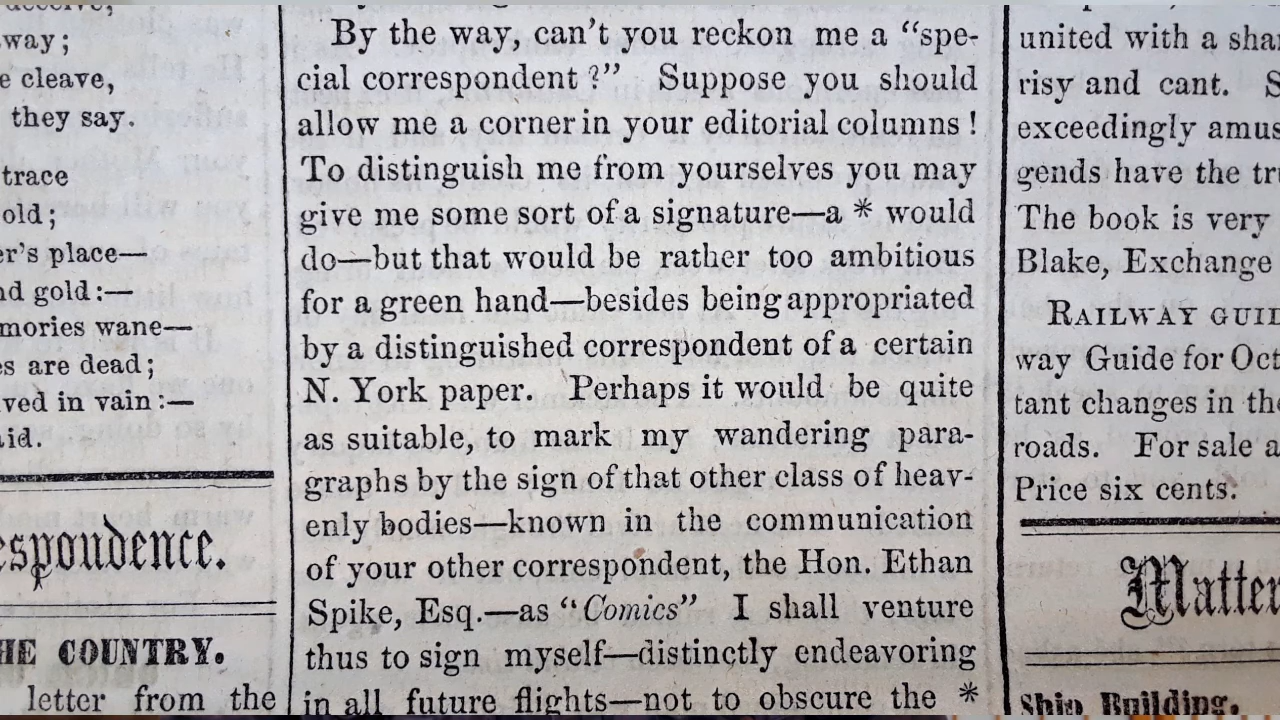 sway;
cleave,
they say.
trace
old;
er's place—
nd gold:—
mories wane—
es are dead;
ved in vain:—
aid.
espondence.
HE COUNTRY.
letter from the
By the way, can't you reckon me a "spe-
cial correspondent?" Suppose you should
allow me a corner in your editorial columns!
To distinguish me from yourselves you may
give me some sort of a signature—a * would
do—but that would be rather too ambitious
for a green hand—besides being appropriated
by a distinguished correspondent of a certain
N. York paper. Perhaps it would be quite
as suitable, to mark my wandering para-
graphs by the sign of that other class of heav-
enly bodies—known in the communication
of your other correspondent, the Hon. Ethan
Spike, Esq.—as "Comics" I shall venture
thus to sign myself—distinctly endeavoring
in all future flights—not to obscure the *
united with a shar
risy and cant. S
exceedingly amus
gends have the tr
The book is very
Blake, Exchange
RAILWAY GUID
way Guide for Oct
tant changes in the
roads. For sale a
Price six cents.
Matter
Ship Building.